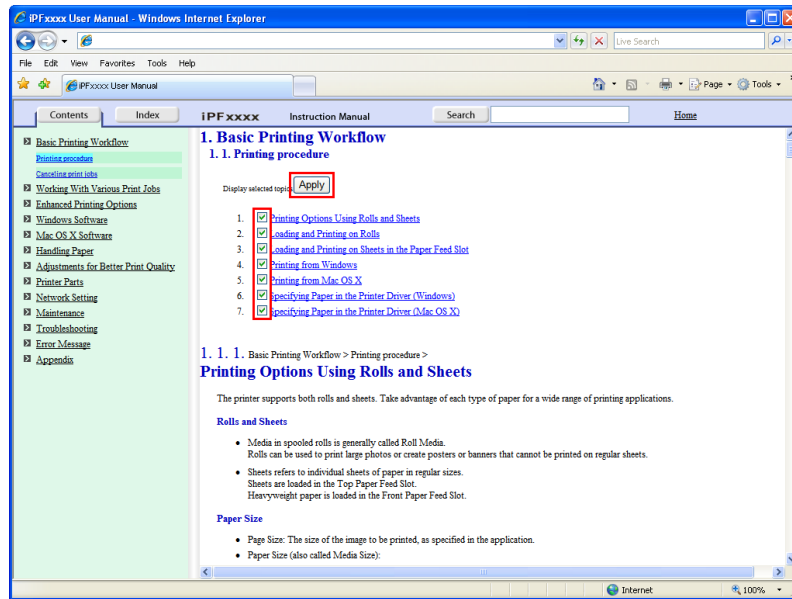 iPFxxxx User Manual - Windows Internet Explorer
Live Search
File Edit View Favorites Tools Help
iPFxxxx User Manual
Page Tools
Contents Index iPFxxxx Instruction Manual Search Home
Basic Printing Workflow
Printing procedure
Canceling print jobs
Working With Various Print Jobs
Enhanced Printing Options
Windows Software
Mac OS X Software
Handling Paper
Adjustments for Better Print Quality
Printer Parts
Network Setting
Maintenance
Troubleshooting
Error Message
Appendix
1. Basic Printing Workflow
1. 1. Printing procedure
Display selected topics Apply
1. Printing Options Using Rolls and Sheets
2. Loading and Printing on Rolls
3. Loading and Printing on Sheets in the Paper Feed Slot
4. Printing from Windows
5. Printing from Mac OS X
6. Specifying Paper in the Printer Driver (Windows)
7. Specifying Paper in the Printer Driver (Mac OS X)
1. 1. 1. Basic Printing Workflow > Printing procedure >
Printing Options Using Rolls and Sheets
The printer supports both rolls and sheets. Take advantage of each type of paper for a wide range of printing applications.
Rolls and Sheets
• Media in spooled rolls is generally called Roll Media.
Rolls can be used to print large photos or create posters or banners that cannot be printed on regular sheets.
• Sheets refers to individual sheets of paper in regular sizes.
Sheets are loaded in the Top Paper Feed Slot.
Heavyweight paper is loaded in the Front Paper Feed Slot.
Paper Size
• Page Size: The size of the image to be printed, as specified in the application.
• Paper Size (also called Media Size):
Internet 100%